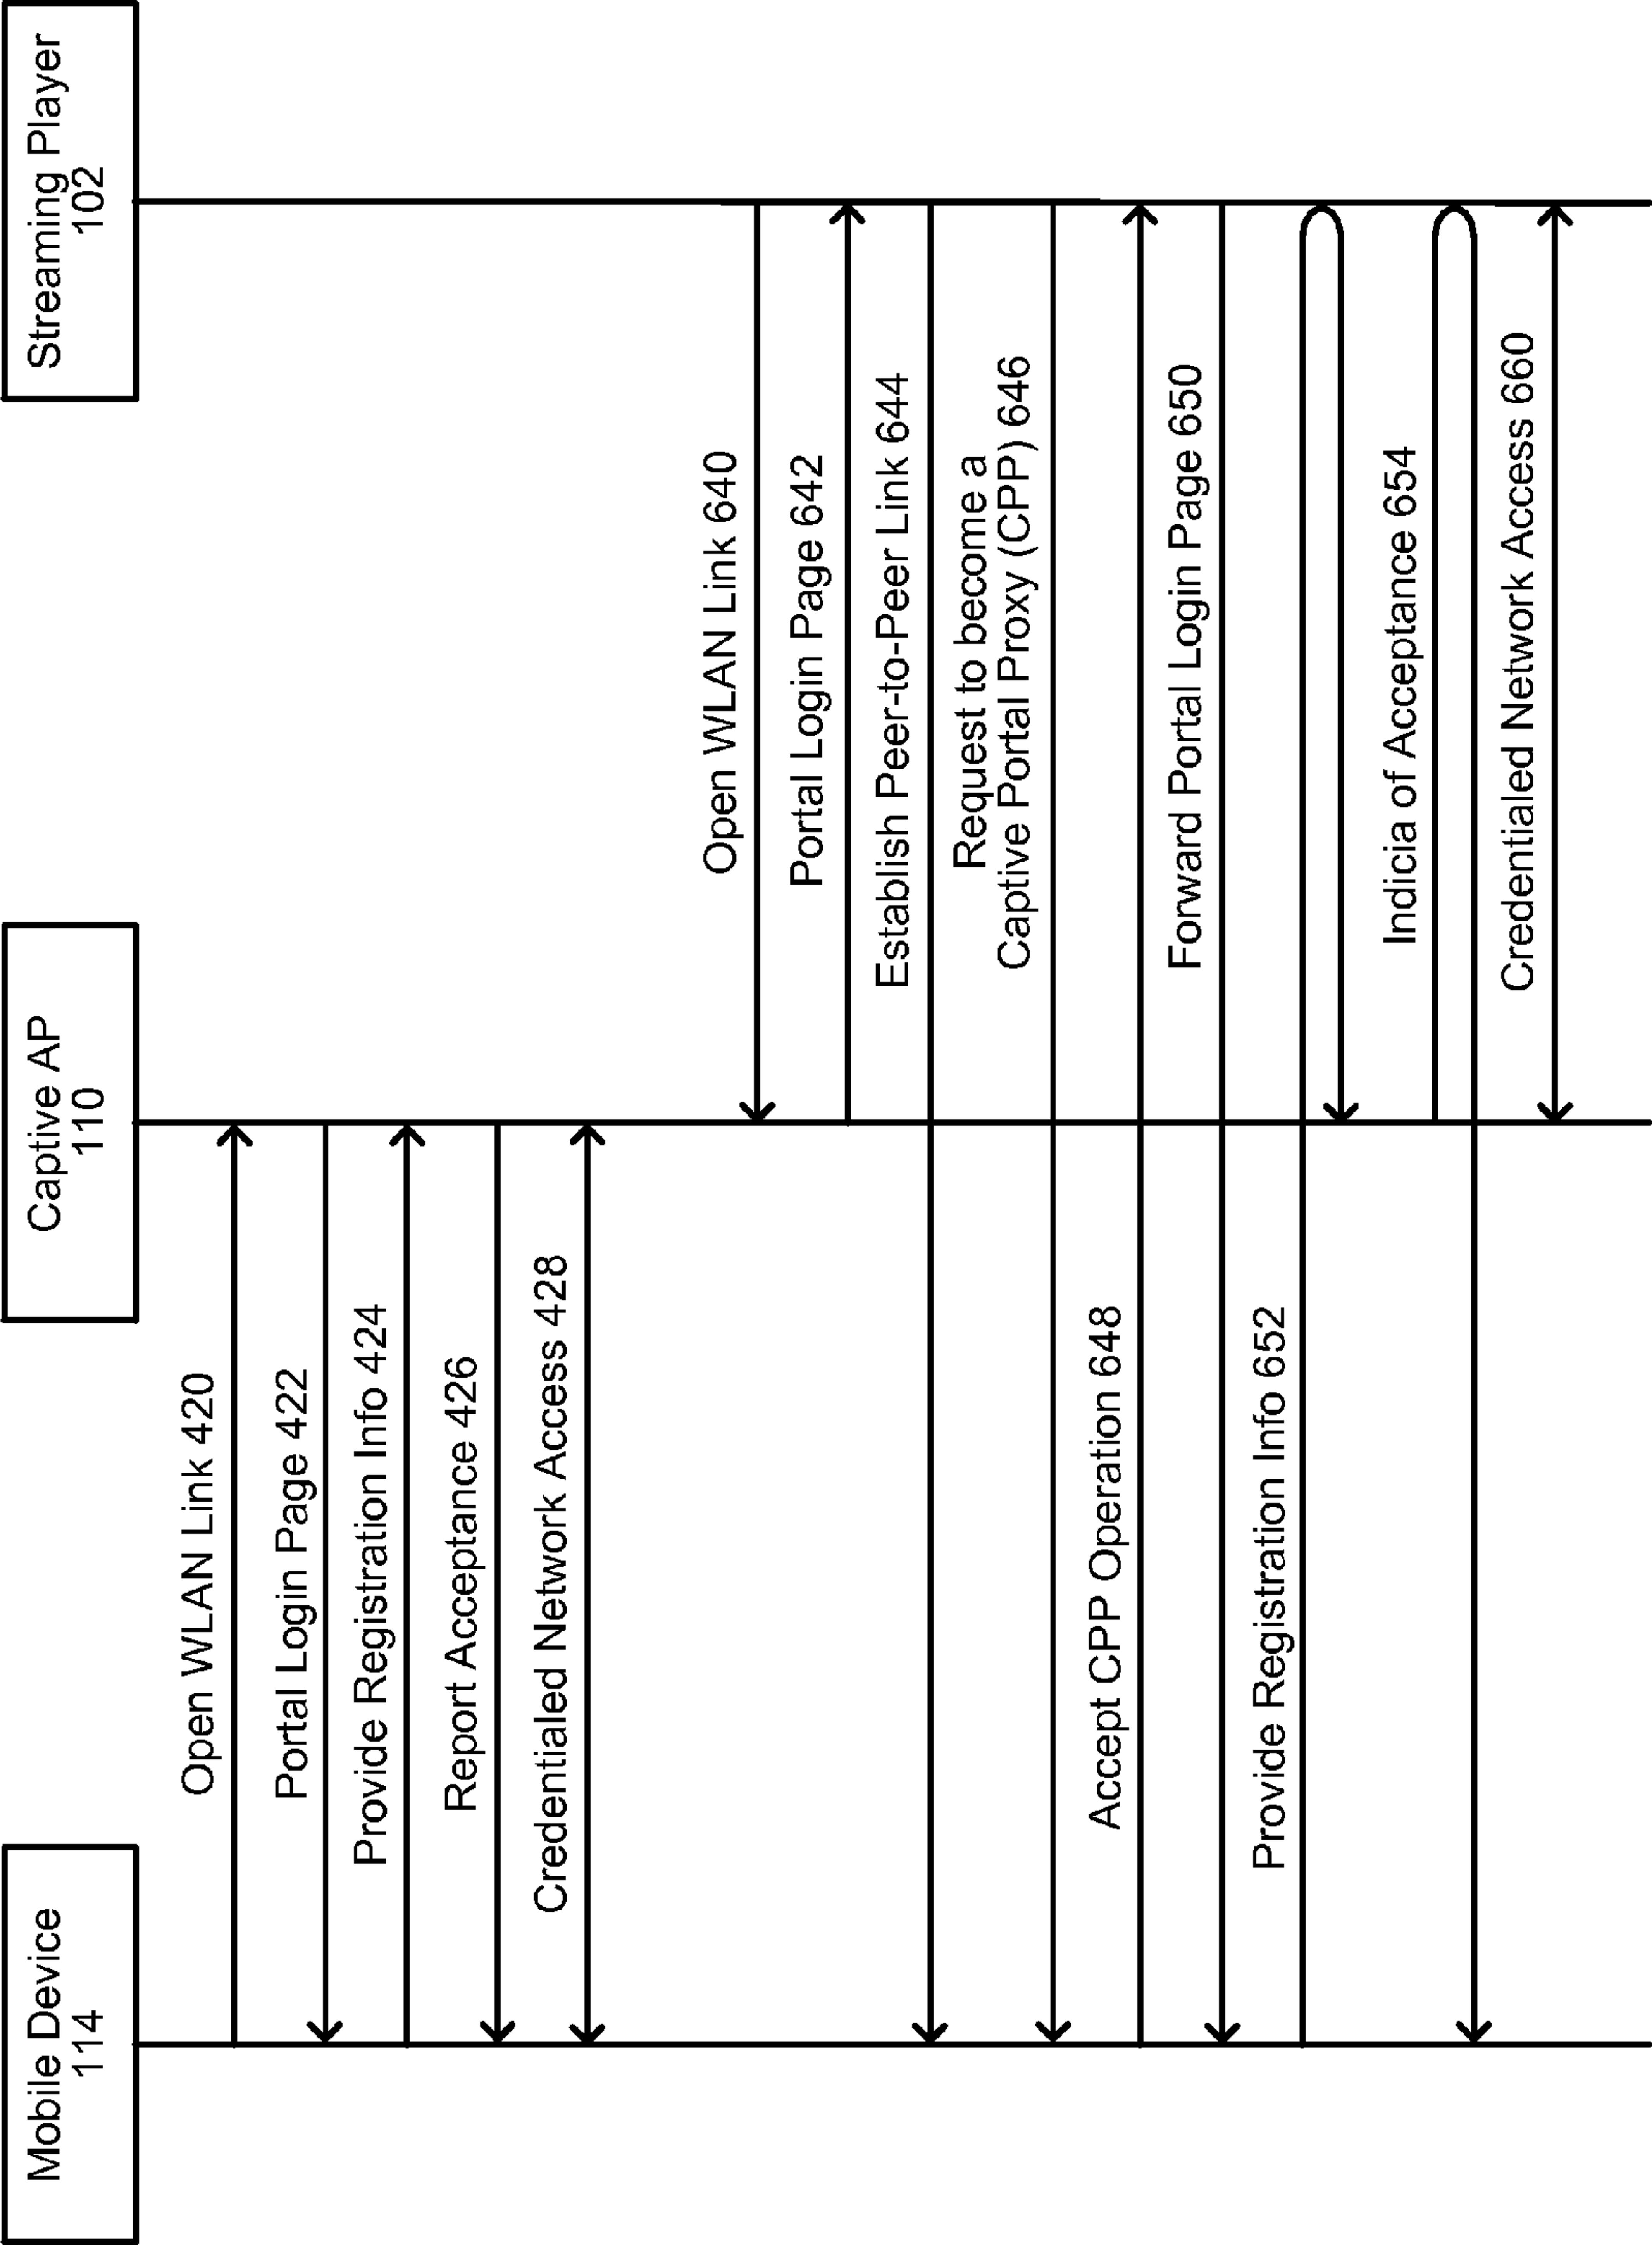 Mobile Device
114
Captive AP
110
Streaming Player
102
Open WLAN Link 420
Portal Login Page 422
Provide Registration Info 424
Report Acceptance 426
Credentialed Network Access 428
Open WLAN Link 640
Portal Login Page 642
Establish Peer-to-Peer Link 644
Request to become a
Captive Portal Proxy (CPP) 646
Accept CPP Operation 648
Forward Portal Login Page 650
Provide Registration Info 652
Indicia of Acceptance 654
Credentialed Network Access 660